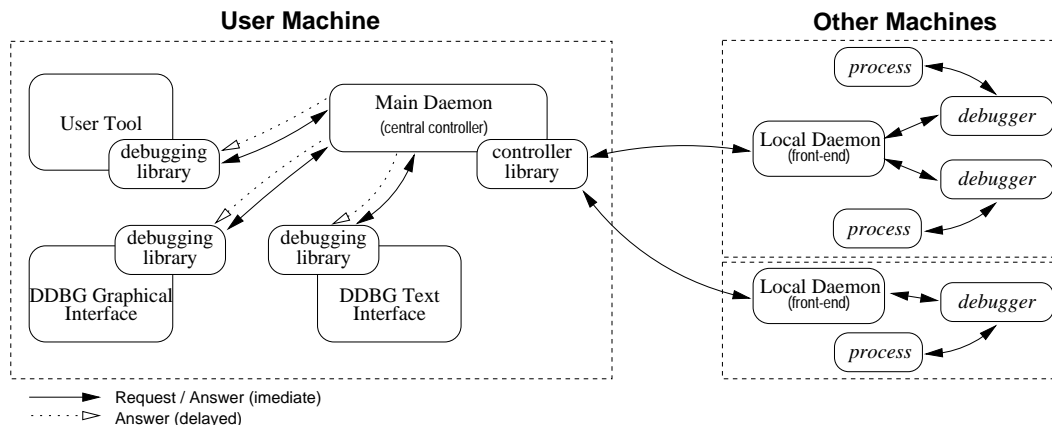 User Machine
Other Machines
User Tool
debugging
library
Main Daemon
(central controller)
controller
library
debugging
library
DDBG Graphical
Interface
debugging
library
DDBG Text
Interface
process
debugger
Local Daemon
(front-end)
debugger
process
Local Daemon
(front-end)
debugger
process
Request / Answer (imediate)
Answer (delayed)